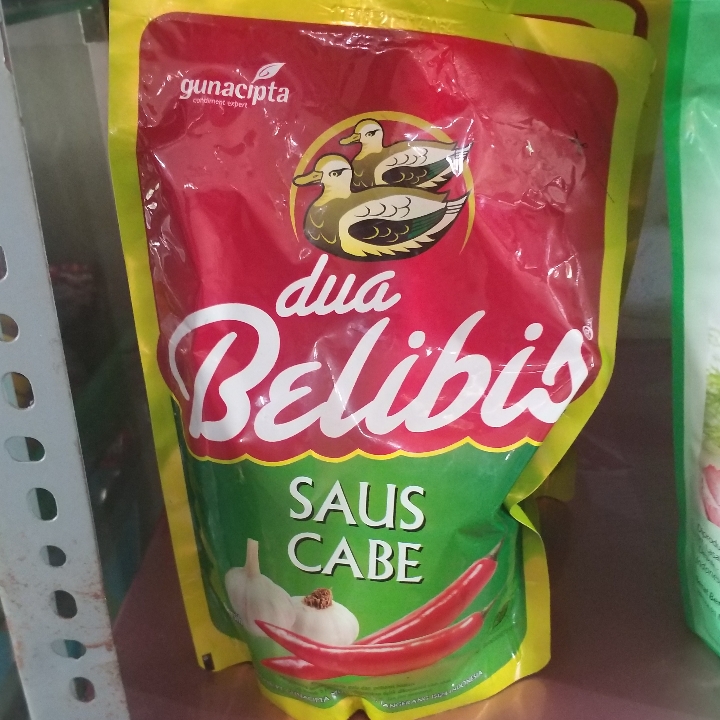 gunacipta
condiment expert
dua
Belibis
SAUS
CABE